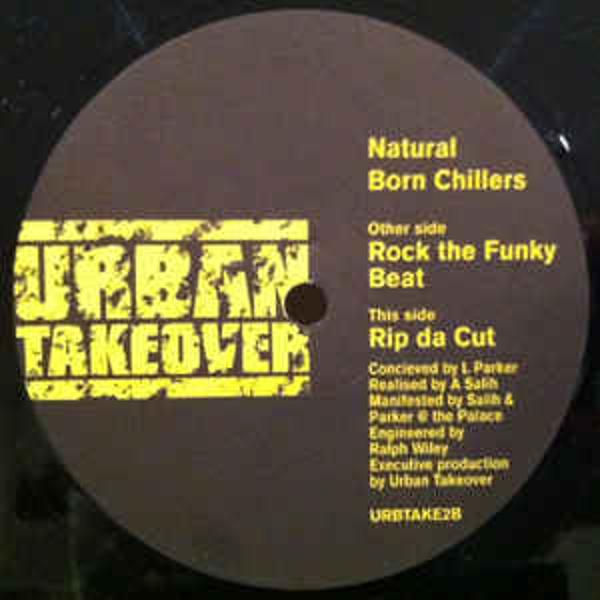 URBAN
TAKEOVER
Natural
Born Chillers
Other side
Rock the Funky
Beat
This side
Rip da Cut
Concieved by L Parker
Realised by A Salih
Manifested by Salih &
Parker @ the Palace
Engineered by
Ralph Wiley
Executive production
by Urban Takeover
URBTAKE2B